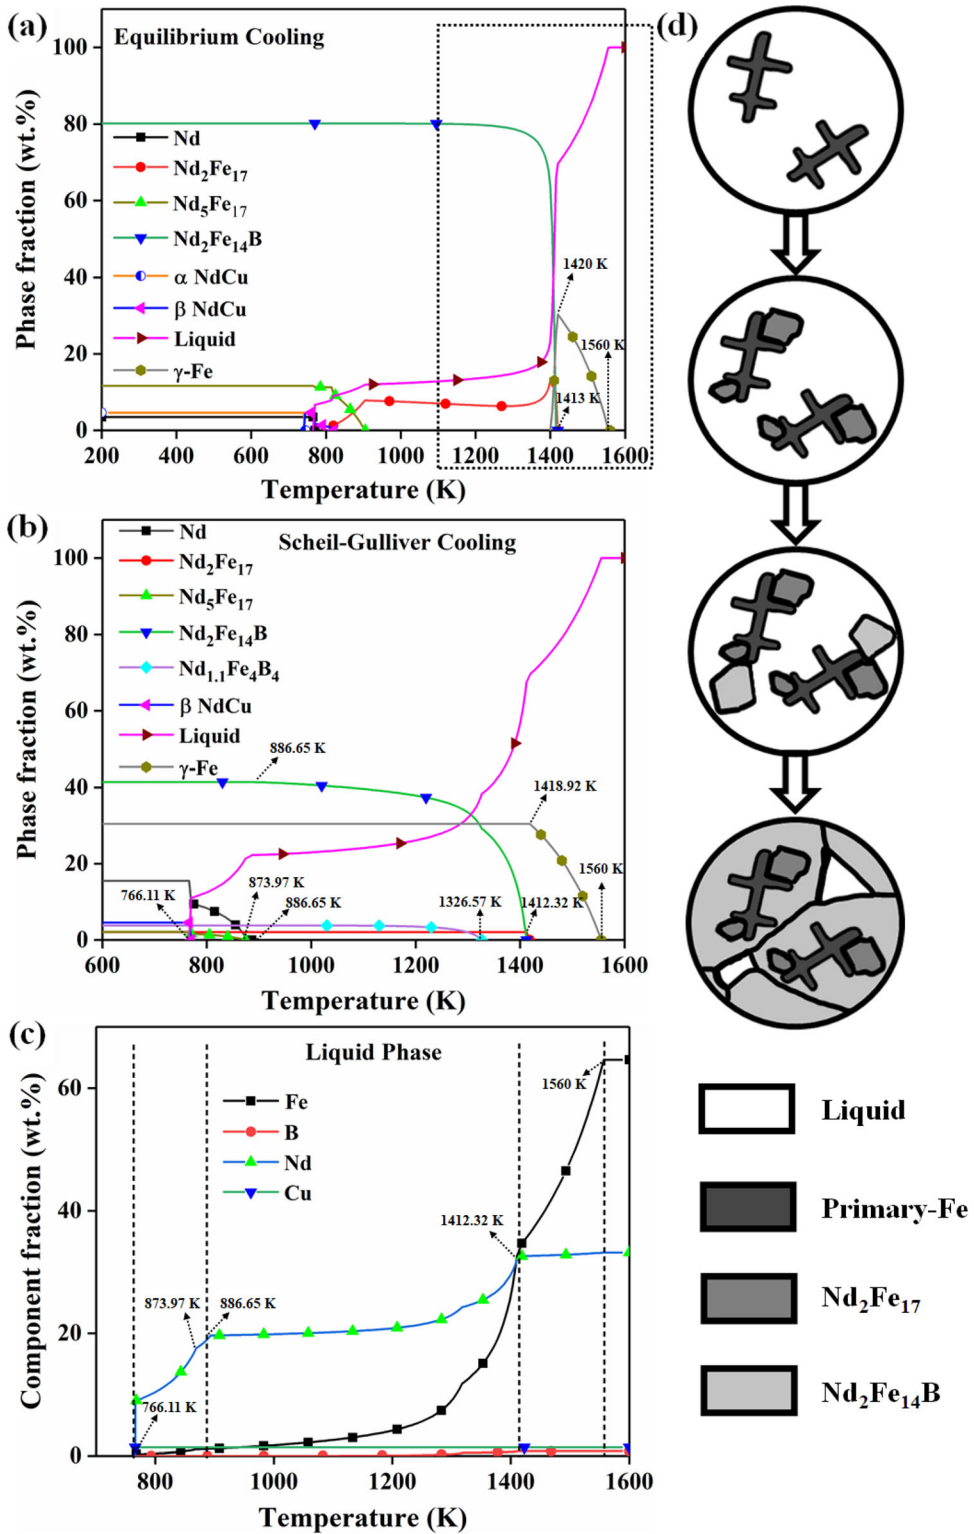 (a)
Equilibrium Cooling
Phase fraction (wt.%)
100
80
60
40
20
0
Nd
Nd₂Fe₁₇
Nd₅Fe₁₇
Nd₂Fe₁₄B
α NdCu
β NdCu
Liquid
γ-Fe
1420 K
1560 K
1413 K
200 400 600 800 1000 1200 1400 1600
Temperature (K)
(b)
Scheil-Gulliver Cooling
Phase fraction (wt.%)
100
80
60
40
20
0
Nd
Nd₂Fe₁₇
Nd₅Fe₁₇
Nd₂Fe₁₄B
Nd₁.₁Fe₄B₄
β NdCu
Liquid
γ-Fe
886.65 K
1418.92 K
1560 K
766.11 K
873.97 K
886.65 K
1326.57 K
1412.32 K
600 800 1000 1200 1400 1600
Temperature (K)
(c)
Liquid Phase
Component fraction (wt.%)
60
40
20
0
Fe
B
Nd
Cu
1560 K
1412.32 K
873.97 K
886.65 K
766.11 K
800 1000 1200 1400 1600
Temperature (K)
(d)
Liquid
Primary-Fe
Nd₂Fe₁₇
Nd₂Fe₁₄B